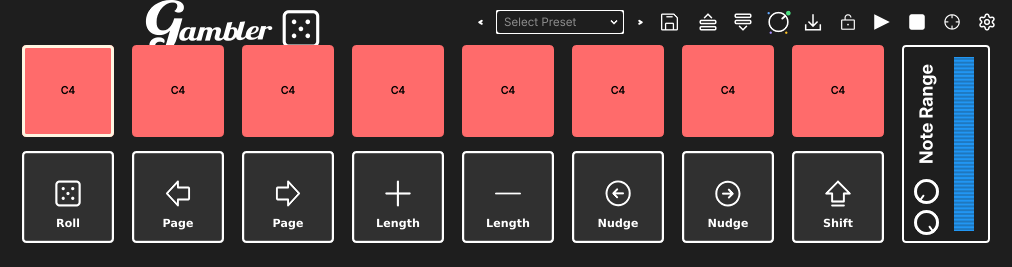 Gambler
Select Preset
C4 C4 C4 C4 C4 C4 C4 C4
Note Range
Roll Page Page Length Length Nudge Nudge Shift